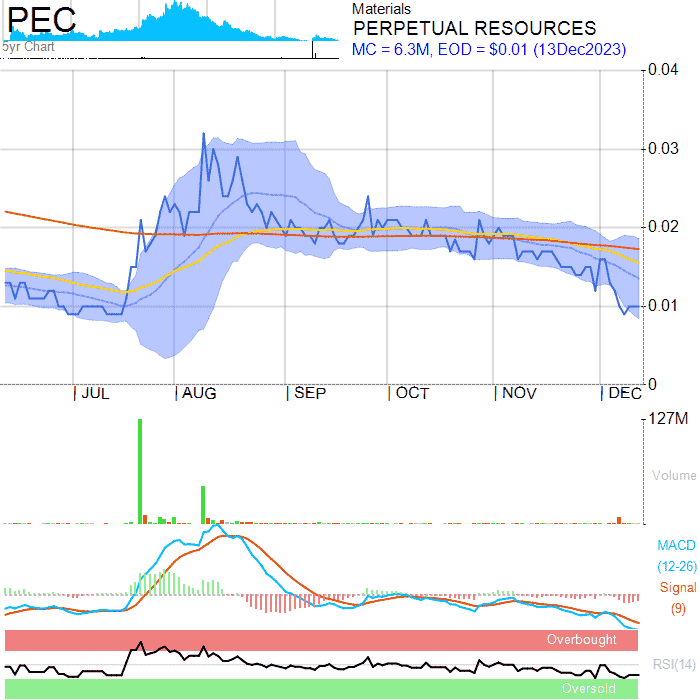 PEC
5yr Chart
Materials
PERPETUAL RESOURCES
MC = 6.3M, EOD = $0.01 (13Dec2023)
0.04
0.03
0.02
0.01
0
JUL AUG SEP OCT NOV DEC
127M
Volume
MACD
(12-26)
Signal
(9)
Overbought
RSI(14)
Oversold